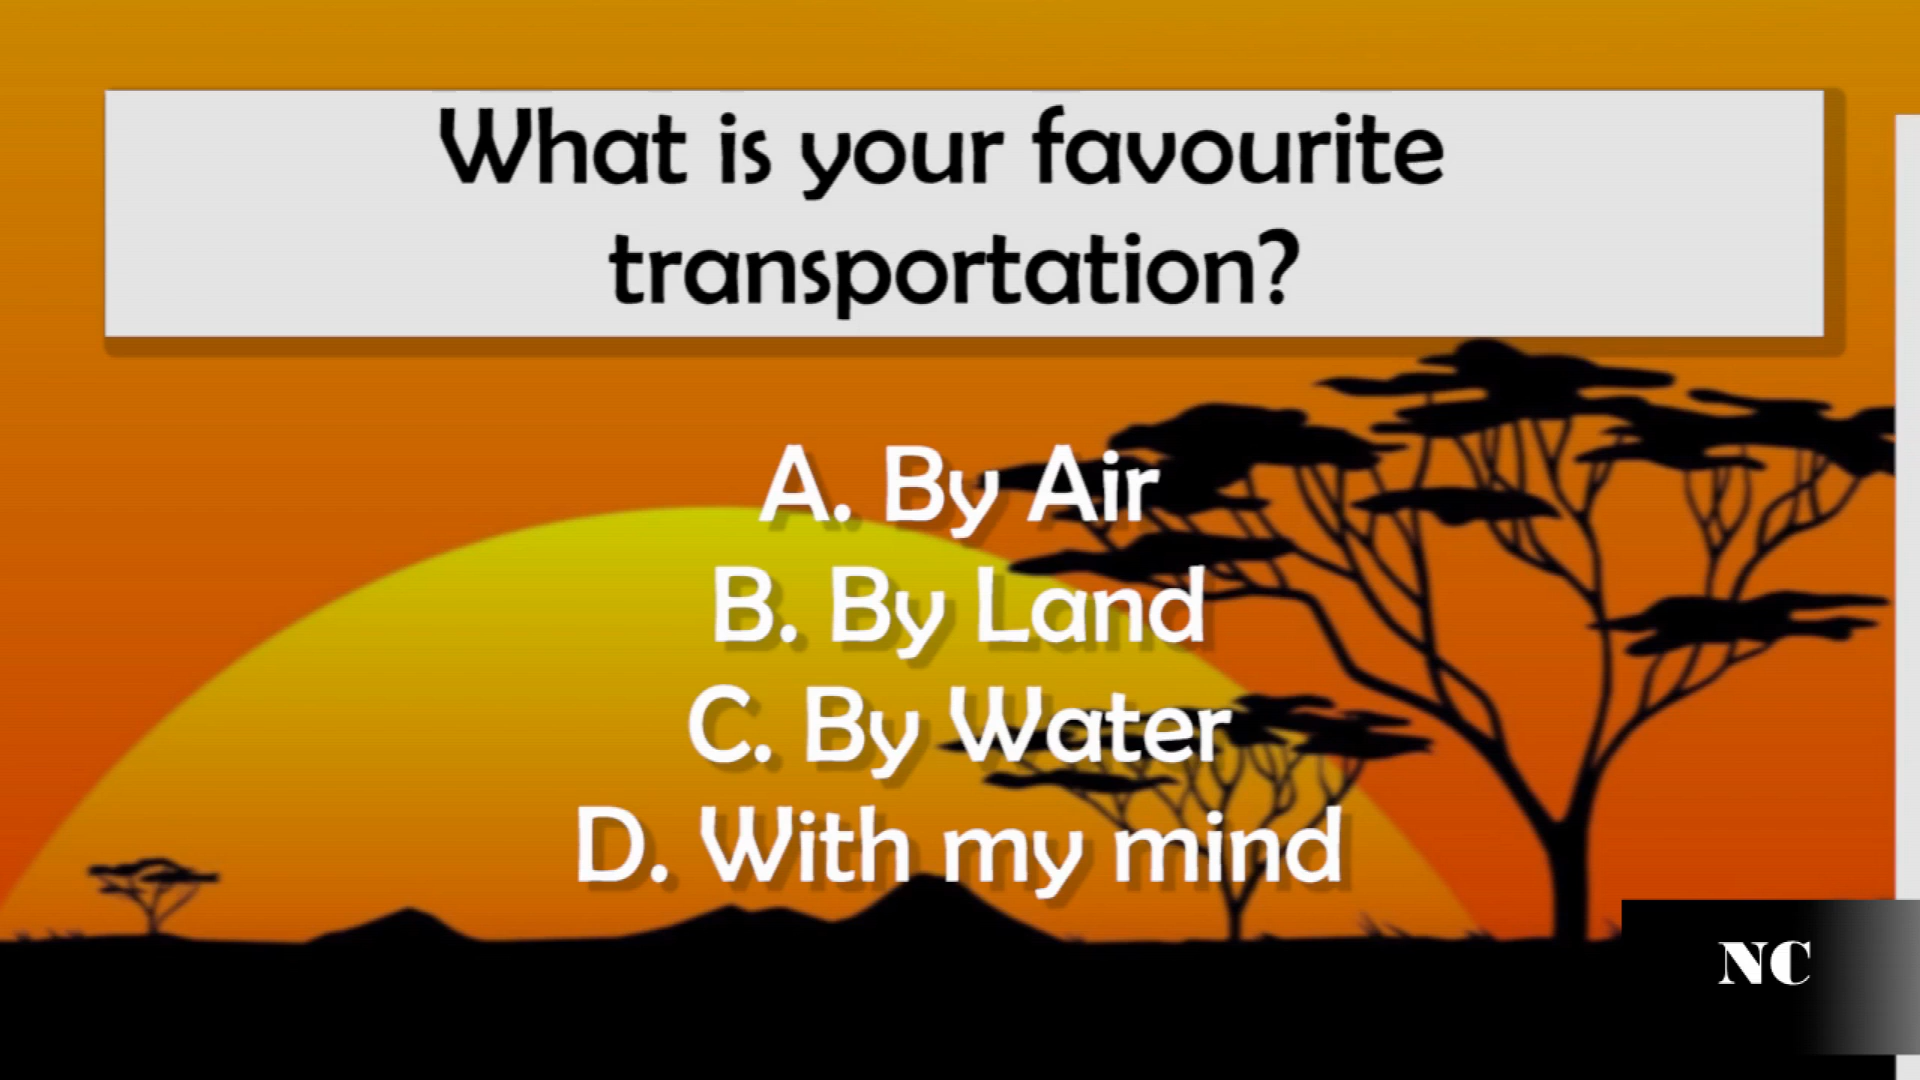 What is your favourite
transportation?
A. By Air
B. By Land
C. By Water
D. With my mind
NC